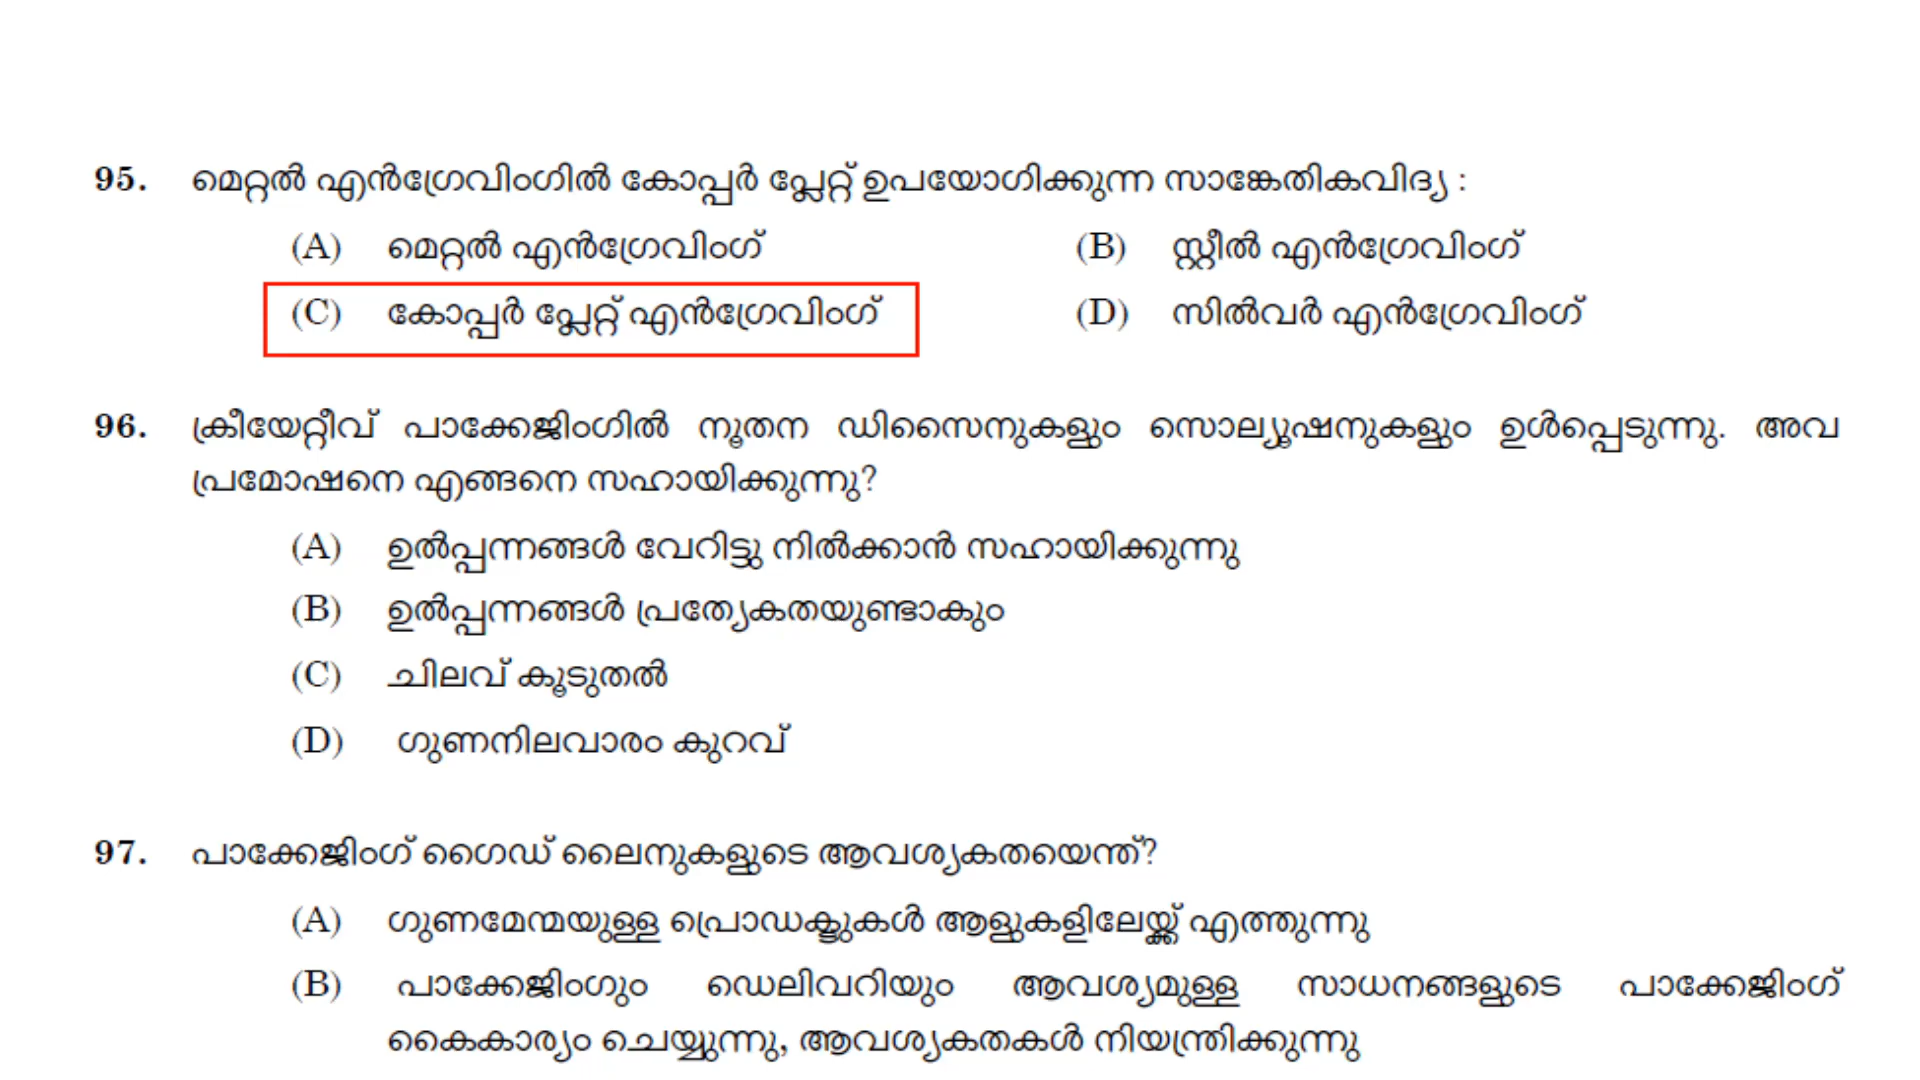 95. മെറ്റൽ എൻഗ്രേവിംഗിൽ കോപ്പർ പ്ലേറ്റ് ഉപയോഗിക്കുന്ന സാങ്കേതികവിദ്യ :
(A) മെറ്റൽ എൻഗ്രേവിംഗ് (B) സ്റ്റീൽ എൻഗ്രേവിംഗ്
(C) കോപ്പർ പ്ലേറ്റ് എൻഗ്രേവിംഗ് (D) സിൽവർ എൻഗ്രേവിംഗ്
96. ക്രീയേറ്റീവ് പാക്കേജിംഗിൽ നൂതന ഡിസൈനുകളും സൊല്യൂഷനുകളും ഉൾപ്പെടുന്നു. അവ
പ്രമോഷനെ എങ്ങനെ സഹായിക്കുന്നു?
(A) ഉൽപ്പന്നങ്ങൾ വേറിട്ടു നിൽക്കാൻ സഹായിക്കുന്നു
(B) ഉൽപ്പന്നങ്ങൾ പ്രത്യേകതയുണ്ടാകും
(C) ചിലവ് കൂടുതൽ
(D) ഗുണനിലവാരം കുറവ്
97. പാക്കേജിംഗ് ഗൈഡ് ലൈനുകളുടെ ആവശ്യകതയെന്ത്?
(A) ഗുണമേന്മയുള്ള പ്രൊഡക്ടുകൾ ആളുകളിലേയ്ക്ക് എത്തുന്നു
(B) പാക്കേജിംഗും ഡെലിവറിയും ആവശ്യമുള്ള സാധനങ്ങളുടെ പാക്കേജിംഗ്
കൈകാര്യം ചെയ്യുന്നു, ആവശ്യകതകൾ നിയന്ത്രിക്കുന്നു